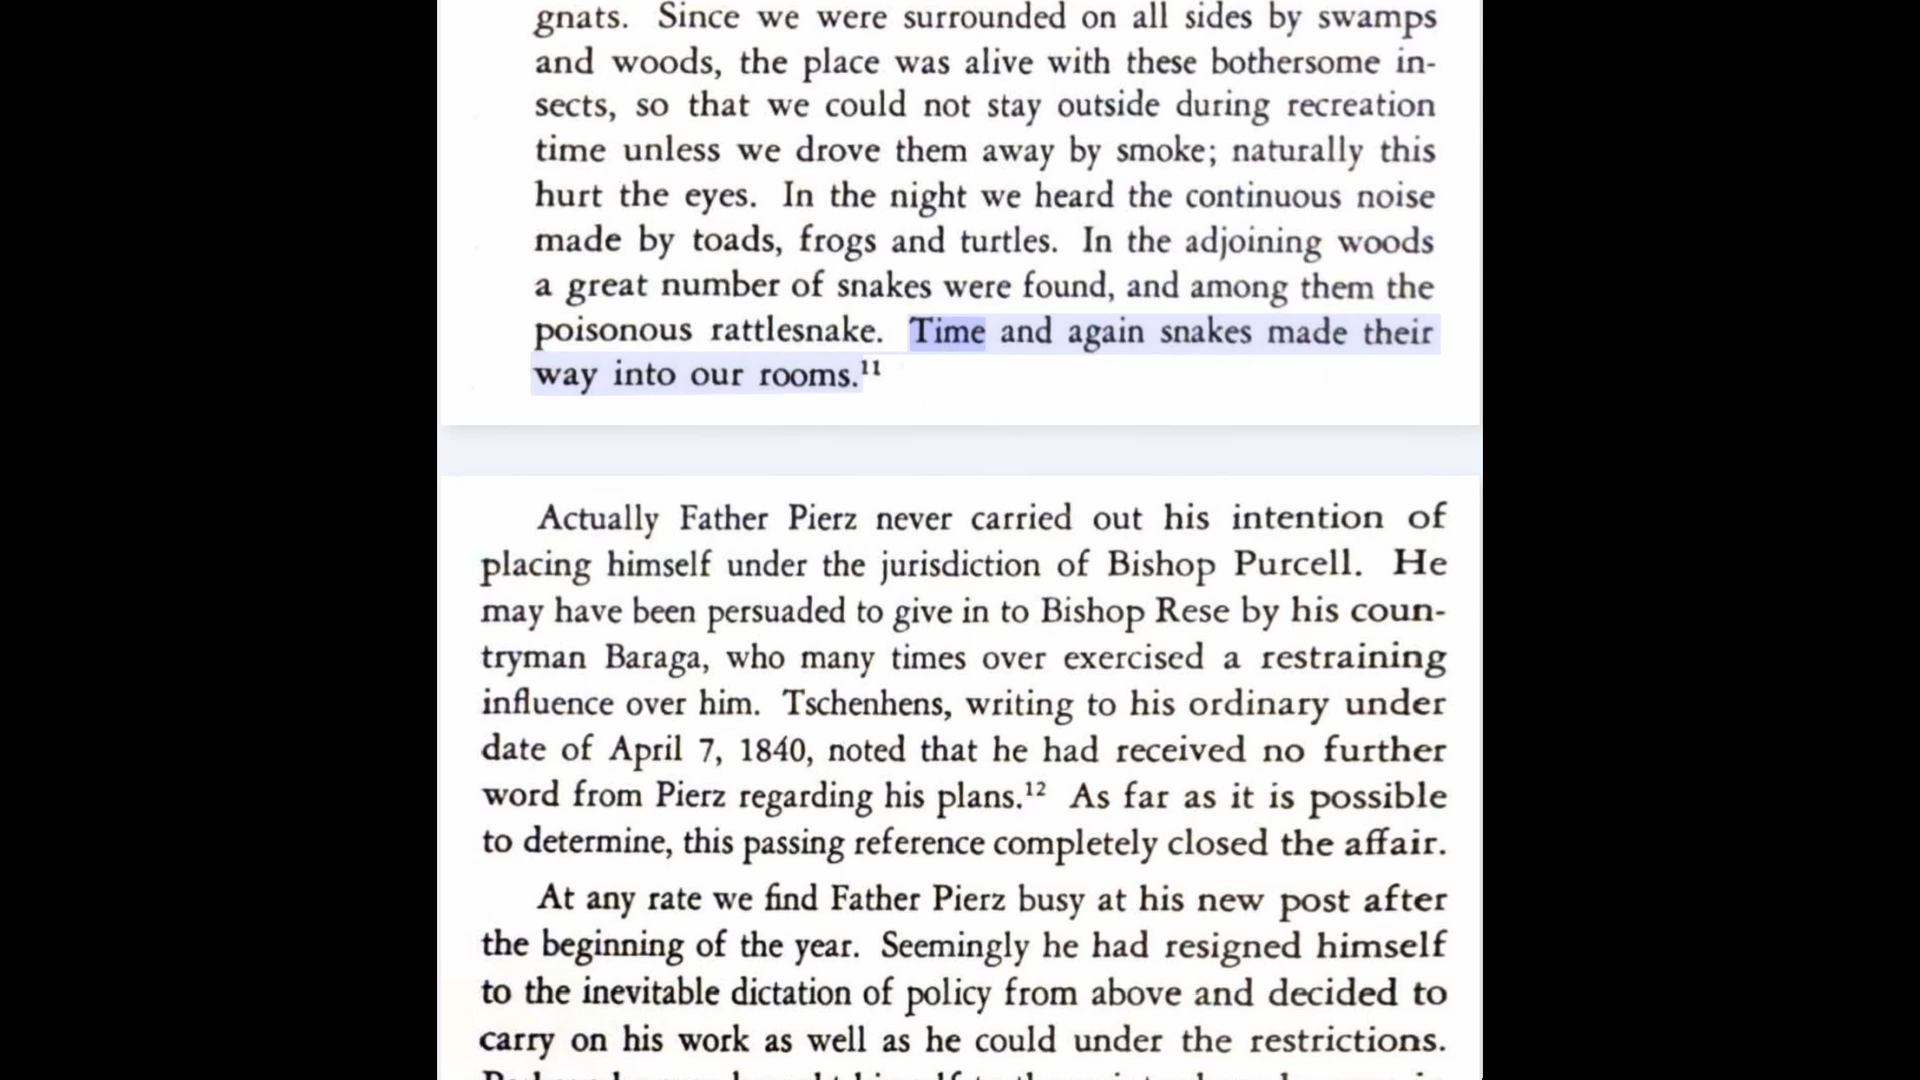 gnats. Since we were surrounded on all sides by swamps
and woods, the place was alive with these bothersome in-
sects, so that we could not stay outside during recreation
time unless we drove them away by smoke; naturally this
hurt the eyes. In the night we heard the continuous noise
made by toads, frogs and turtles. In the adjoining woods
a great number of snakes were found, and among them the
poisonous rattlesnake. Time and again snakes made their
way into our rooms.¹¹
Actually Father Pierz never carried out his intention of
placing himself under the jurisdiction of Bishop Purcell. He
may have been persuaded to give in to Bishop Rese by his coun-
tryman Baraga, who many times over exercised a restraining
influence over him. Tschenhens, writing to his ordinary under
date of April 7, 1840, noted that he had received no further
word from Pierz regarding his plans.¹² As far as it is possible
to determine, this passing reference completely closed the affair.
At any rate we find Father Pierz busy at his new post after
the beginning of the year. Seemingly he had resigned himself
to the inevitable dictation of policy from above and decided to
carry on his work as well as he could under the restrictions.